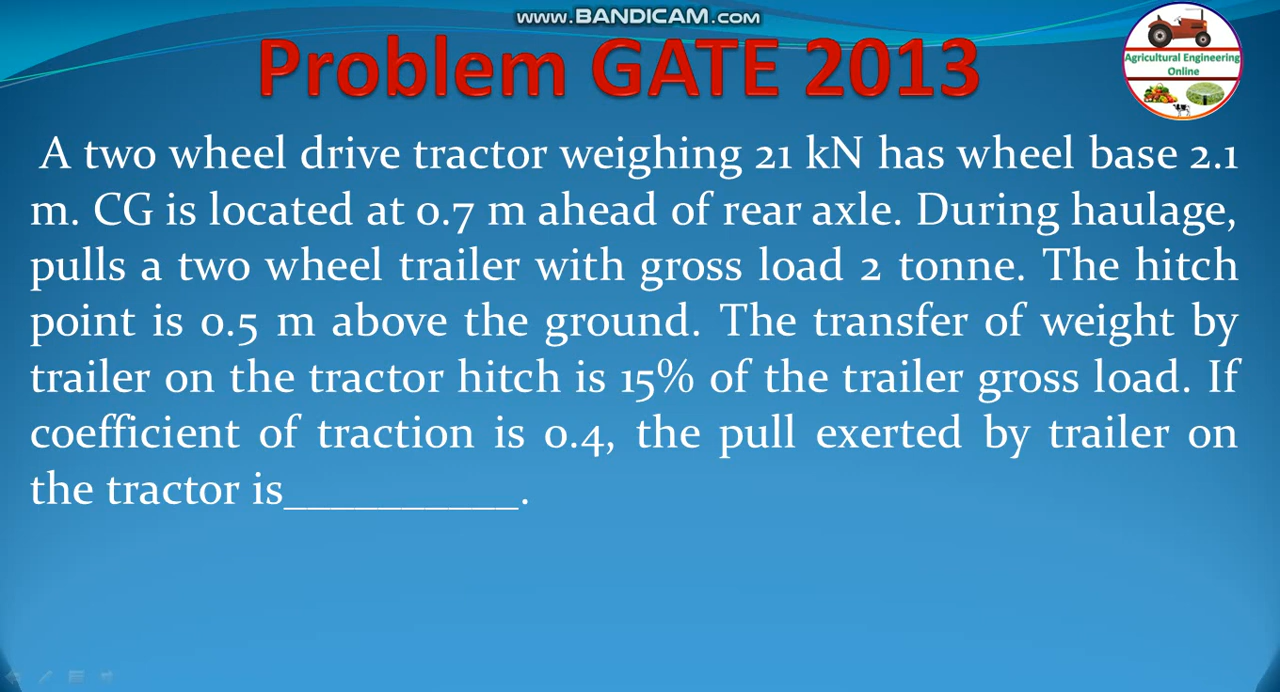 www.BANDICAM.com
Problem GATE 2013
Agricultural Engineering
Online
A two wheel drive tractor weighing 21 kN has wheel base 2.1
m. CG is located at 0.7 m ahead of rear axle. During haulage,
pulls a two wheel trailer with gross load 2 tonne. The hitch
point is 0.5 m above the ground. The transfer of weight by
trailer on the tractor hitch is 15% of the trailer gross load. If
coefficient of traction is 0.4, the pull exerted by trailer on
the tractor is__________.